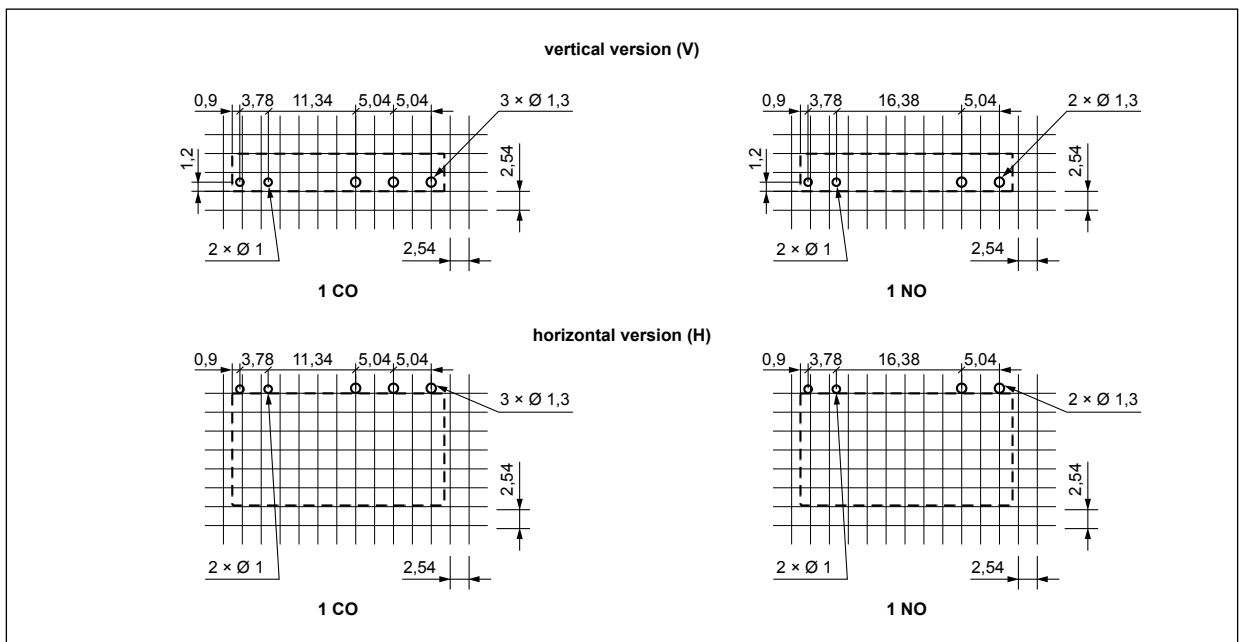 vertical version (V)
0,9 3,78 11,34 5,04 5,04 3 × Ø 1,3
1,2
2,54
2 × Ø 1
2,54
1 CO
0,9 3,78 16,38 5,04 2 × Ø 1,3
1,2
2,54
2 × Ø 1
2,54
1 NO
horizontal version (H)
0,9 3,78 11,34 5,04 5,04
3 × Ø 1,3
2,54
2 × Ø 1
2,54
1 CO
0,9 3,78 16,38 5,04
2 × Ø 1,3
2,54
2 × Ø 1
2,54
1 NO